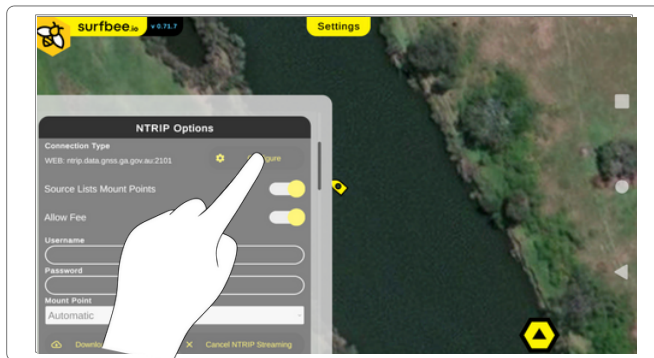 surfbee.io v 0.71.7
Settings
NTRIP Options
Connection Type
WEB: ntrip.data.gnss.ga.gov.au:2101
Source Lists Mount Points
Allow Fee
Username
Password
Mount Point
Automatic
Cancel NTRIP Streaming